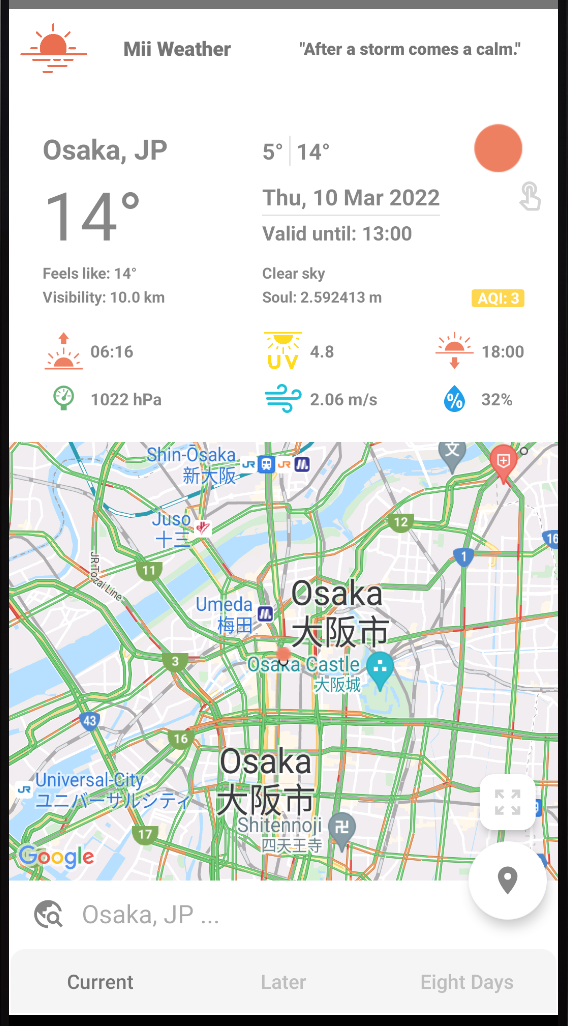 Mii Weather
"After a storm comes a calm."
Osaka, JP
5° 14°
14°
Thu, 10 Mar 2022
Valid until: 13:00
Feels like: 14°
Clear sky
Visibility: 10.0 km
Soul: 2.592413 m
AQI: 3
06:16
UV
4.8
18:00
1022 hPa
2.06 m/s
%
32%
Shin-Osaka
新大阪
JR
JR
文
Juso
十三
12
1
16
JR Tozai Line
11
Osaka
大阪市
Umeda
梅田
3
Osaka Castle
大阪城
43
16
Osaka
大阪市
JR
Universal-City
ユニバーサルシティ
Shitennoji
四天王寺
卍
17
Google
Osaka, JP ...
Current
Later
Eight Days